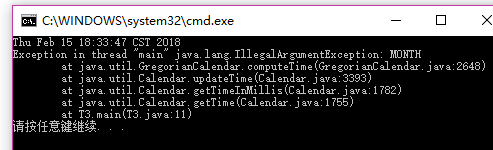 C:\WINDOWS\system32\cmd.exe
Thu Feb 15 18:33:47 CST 2018
Exception in thread "main" java.lang.IllegalArgumentException: MONTH
at java.util.GregorianCalendar.computeTime(GregorianCalendar.java:2648)
at java.util.Calendar.updateTime(Calendar.java:3393)
at java.util.Calendar.getTimeInMillis(Calendar.java:1782)
at java.util.Calendar.getTime(Calendar.java:1755)
at T3.main(T3.java:11)
请按任意键继续. . .